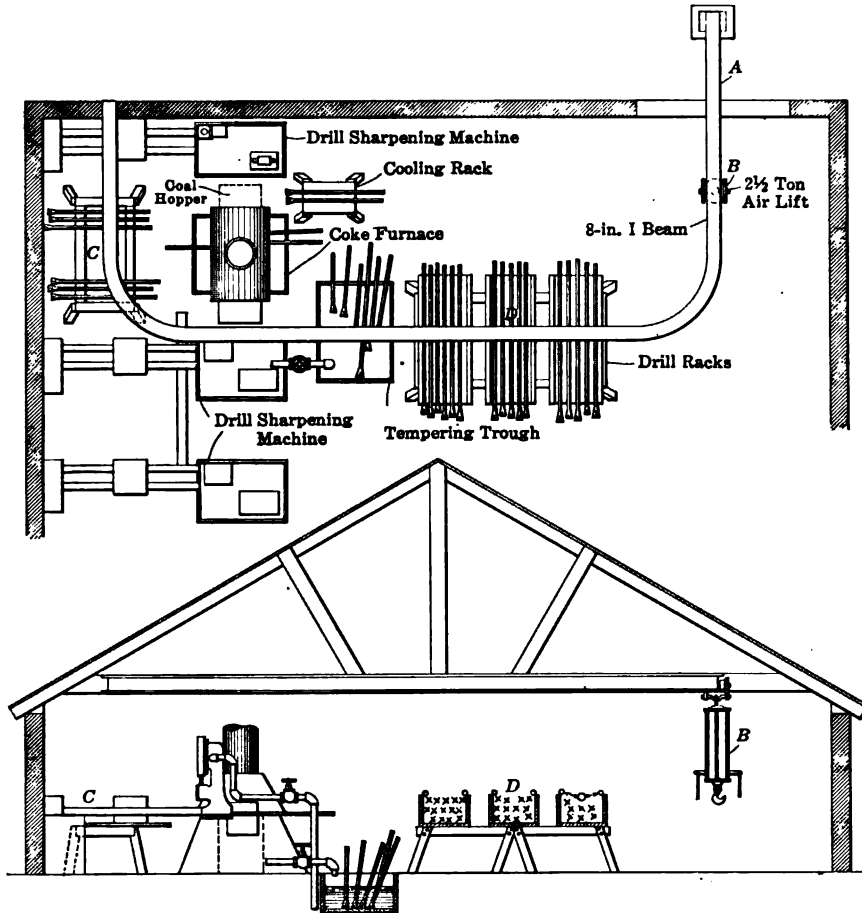 A
Drill Sharpening Machine
Cooling Rack
Coal
Hopper
B
2½ Ton
Air Lift
8-in. I Beam
Coke Furnace
C
D
Drill Racks
Drill Sharpening
Machine
Tempering Trough
B
C
D